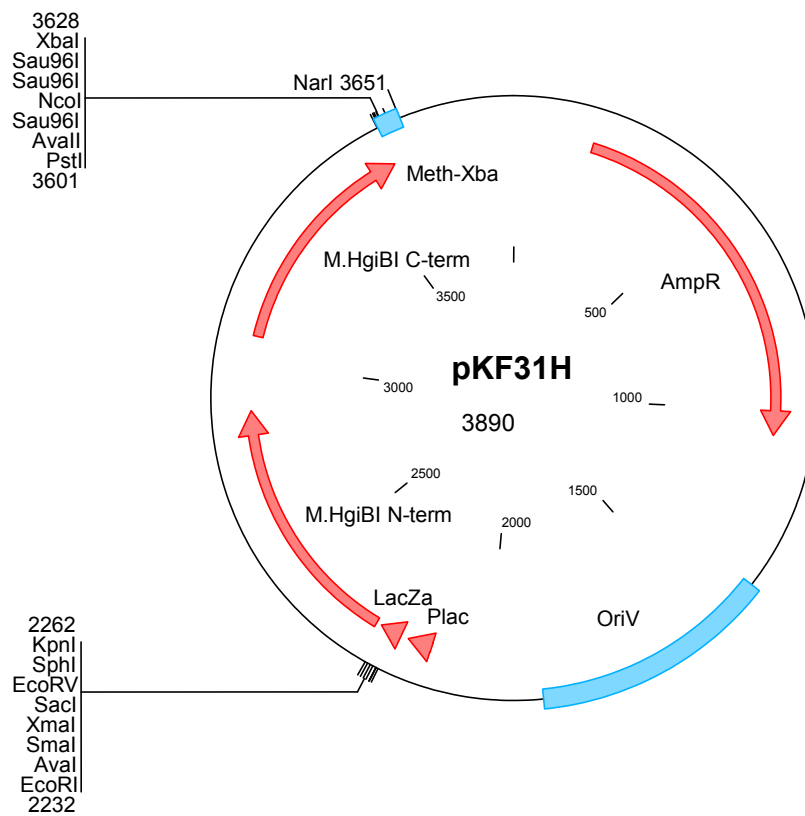 3628
XbaI
Sau96I
Sau96I
NcoI
Sau96I
AvaII
PstI
3601
NarI 3651
Meth-Xba
M.HgiBI C-term
3500
AmpR
500
pKF31H
3890
3000
1000
2500
M.HgiBI N-term
1500
2000
LacZa
Plac
OriV
2262
KpnI
SphI
EcoRV
SacI
XmaI
SmaI
AvaI
EcoRI
2232